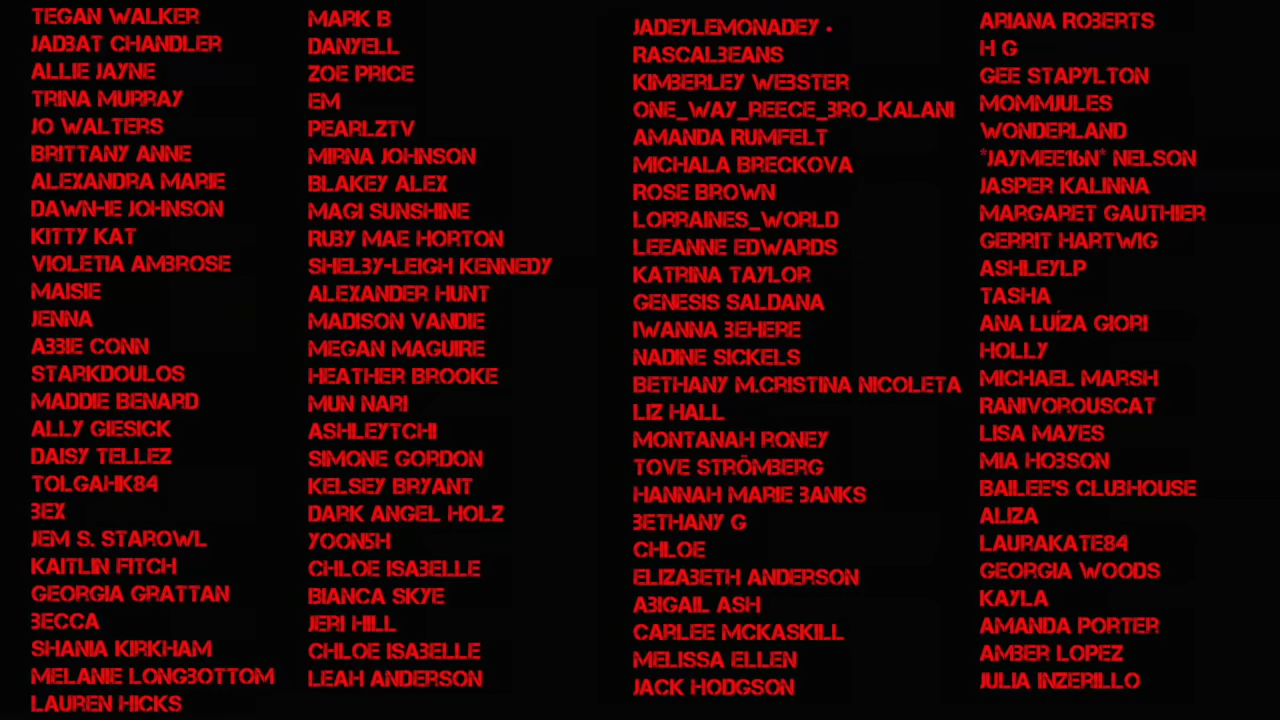 TEGAN WALKER
JADBAT CHANDLER
ALLIE JAYNE
TRINA MURRAY
JO WALTERS
BRITTANY ANNE
ALEXANDRA MARIE
DAWN-IE JOHNSON
KITTY KAT
VIOLETIA AMBROSE
MAISIE
JENNA
ABBIE CONN
STARKDOULOS
MADDIE BENARD
ALLY GIESICK
DAISY TELLEZ
TOLGAHK84
BEX
JEM S. STAROWL
KAITLIN FITCH
GEORGIA GRATTAN
BECCA
SHANIA KIRKHAM
MELANIE LONGBOTTOM
LAUREN HICKS
MARK B
DANYELL
ZOE PRICE
EM
PEARLZTV
MIRNA JOHNSON
BLAKEY ALEX
MAGI SUNSHINE
RUBY MAE HORTON
SHELBY-LEIGH KENNEDY
ALEXANDER HUNT
MADISON VANDIE
MEGAN MAGUIRE
HEATHER BROOKE
MUN NARI
ASHLEYTCHI
SIMONE GORDON
KELSEY BRYANT
DARK ANGEL HOLZ
YOON5H
CHLOE ISABELLE
BIANCA SKYE
JERI HILL
CHLOE ISABELLE
LEAH ANDERSON
JADEYLEMONADEY •
RASCALBEANS
KIMBERLEY WEBSTER
ONE_WAY_REECE_BRO_KALANI
AMANDA RUMFELT
MICHALA BRECKOVA
ROSE BROWN
LORRAINES_WORLD
LEEANNE EDWARDS
KATRINA TAYLOR
GENESIS SALDANA
IWANNA BEHERE
NADINE SICKELS
BETHANY M.CRISTINA NICOLETA
LIZ HALL
MONTANAH RONEY
TOVE STRÖMBERG
HANNAH MARIE BANKS
BETHANY G
CHLOE
ELIZABETH ANDERSON
ABIGAIL ASH
CARLEE MCKASKILL
MELISSA ELLEN
JACK HODGSON
ARIANA ROBERTS
H G
GEE STAPYLTON
MOMMJULES
WONDERLAND
*JAYMEE16N* NELSON
JASPER KALINNA
MARGARET GAUTHIER
GERRIT HARTWIG
ASHLEYLP
TASHA
ANA LUÍZA GIORI
HOLLY
MICHAEL MARSH
RANIVOROUSCAT
LISA MAYES
MIA HOBSON
BAILEE'S CLUBHOUSE
ALIZA
LAURAKATE84
GEORGIA WOODS
KAYLA
AMANDA PORTER
AMBER LOPEZ
JULIA INZERILLO